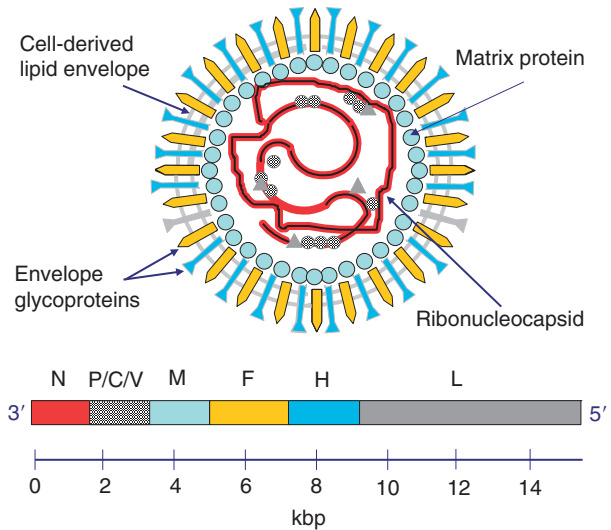 Cell-derived
lipid envelope
Matrix protein
Envelope
glycoproteins
Ribonucleocapsid
N P/C/V M F H L
3′ 5′
0 2 4 6 8 10 12 14
kbp